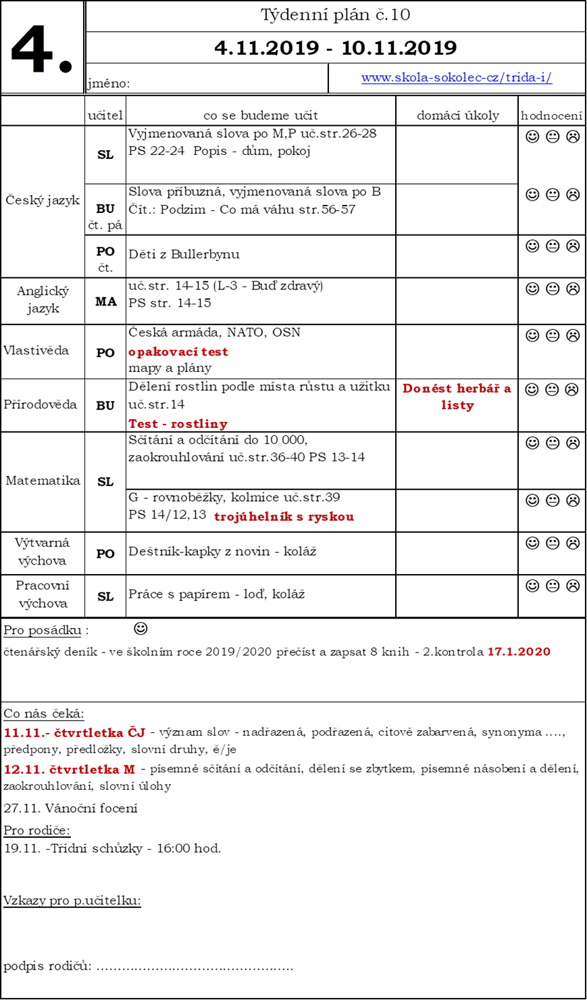 4.
Týdenní plán č.10
4.11.2019 - 10.11.2019
jméno:
www.skola-sokolec-cz/trida-i/
učitel
co se budeme učit
domácí úkoly
hodnocení
Český jazyk
SL
Vyjmenovaná slova po M,P uč.str.26-28
PS 22-24 Popis - dům, pokoj
☺ 😐 ☹
BU
čt. pá
Slova příbuzná, vyjmenovaná slova po B
Čít.: Podzim - Co má váhu str.56-57
☺ 😐 ☹
PO
čt.
Děti z Bullerbynu
☺ 😐 ☹
Anglický
jazyk
MA
uč.str. 14-15 (L-3 - Buď zdravý)
PS str. 14-15
☺ 😐 ☹
Vlastivěda
PO
Česká armáda, NATO, OSN
opakovací test
mapy a plány
☺ 😐 ☹
Přírodověda
BU
Dělení rostlin podle místa růstu a užitku
uč.str.14
Test - rostliny
Donést herbář a
listy
☺ 😐 ☹
Matematika
SL
Sčítání a odčítání do 10 000,
zaokrouhlování uč.str.36-40 PS 13-14
☺ 😐 ☹
G - rovnoběžky, kolmice uč.str.39
PS 14/12,13 trojúhelník s ryskou
☺ 😐 ☹
Výtvarná
výchova
PO
Deštník-kapky z novin - koláž
☺ 😐 ☹
Pracovní
výchova
SL
Práce s papírem - loď, koláž
☺ 😐 ☹
Pro posádku : ☺
čtenářský deník - ve školním roce 2019/2020 přečíst a zapsat 8 knih - 2.kontrola 17.1.2020
Co nás čeká:
11.11.- čtvrtletka ČJ - význam slov - nadřazená, podřazená, citově zabarvená, synonyma ....,
předpony, předložky, slovní druhy, ě/je
12.11. čtvrtletka M - písemné sčítání a odčítání, dělení se zbytkem, písemné násobení a dělení,
zaokrouhlování, slovní úlohy
27.11. Vánoční focení
Pro rodiče:
19.11. -Třídní schůzky - 16:00 hod.
Vzkazy pro p.učitelku:
podpis rodičů: ...............................................